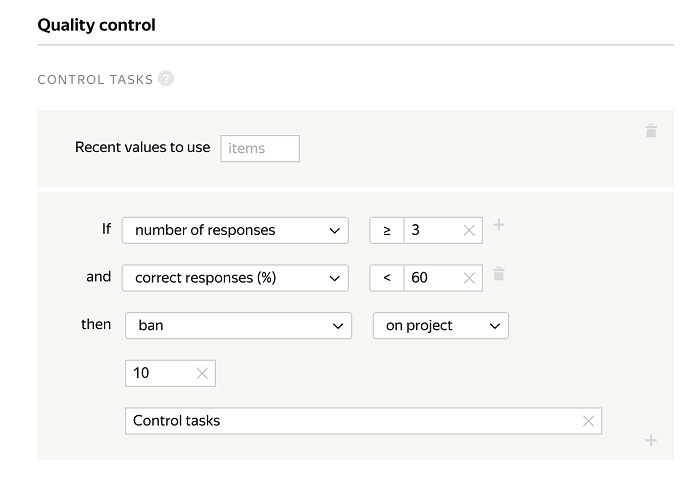 Quality control
CONTROL TASKS ?
Recent values to use items
If number of responses ≥ 3
and correct responses (%) < 60
then ban on project
10
Control tasks